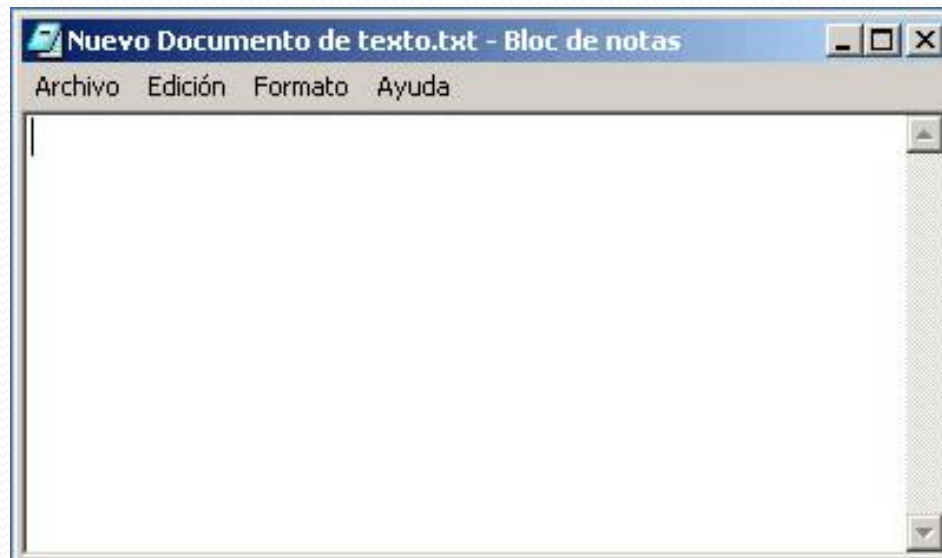 Nuevo Documento de texto.txt - Bloc de notas
Archivo Edición Formato Ayuda